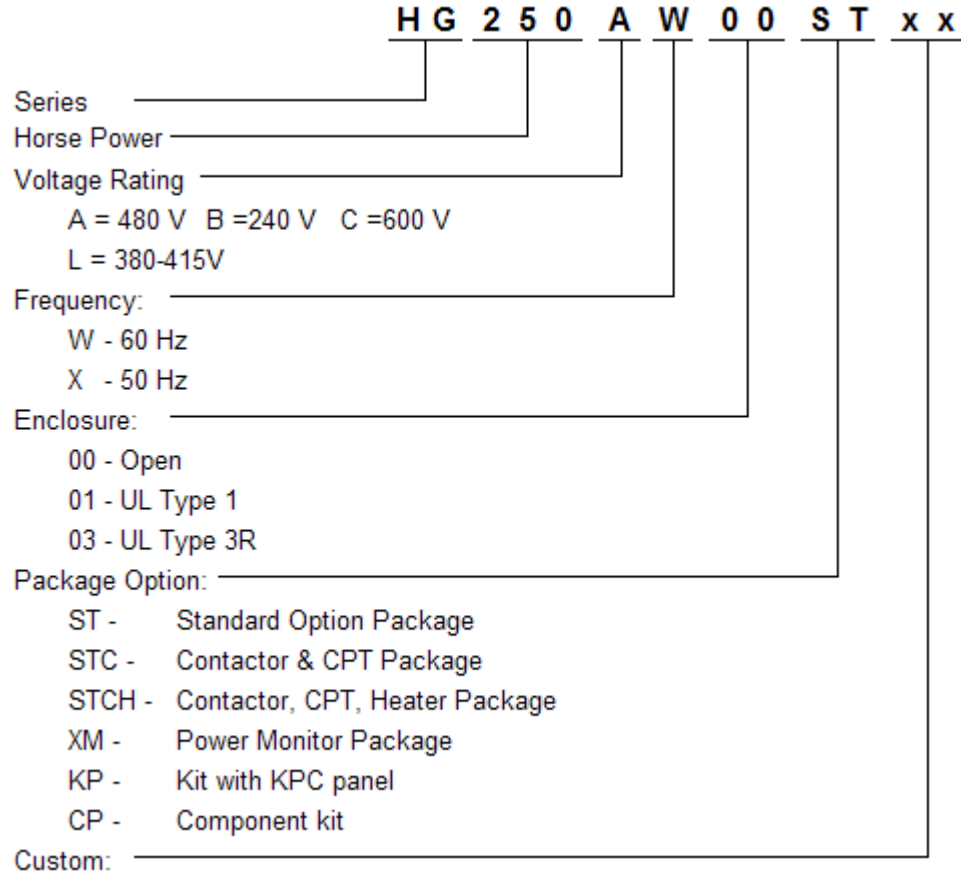 H G 2 5 0 A W 0 0 S T x x
Series
Horse Power
Voltage Rating
A = 480 V B =240 V C =600 V
L = 380-415V
Frequency:
W - 60 Hz
X - 50 Hz
Enclosure:
00 - Open
01 - UL Type 1
03 - UL Type 3R
Package Option:
ST - Standard Option Package
STC - Contactor & CPT Package
STCH - Contactor, CPT, Heater Package
XM - Power Monitor Package
KP - Kit with KPC panel
CP - Component kit
Custom: